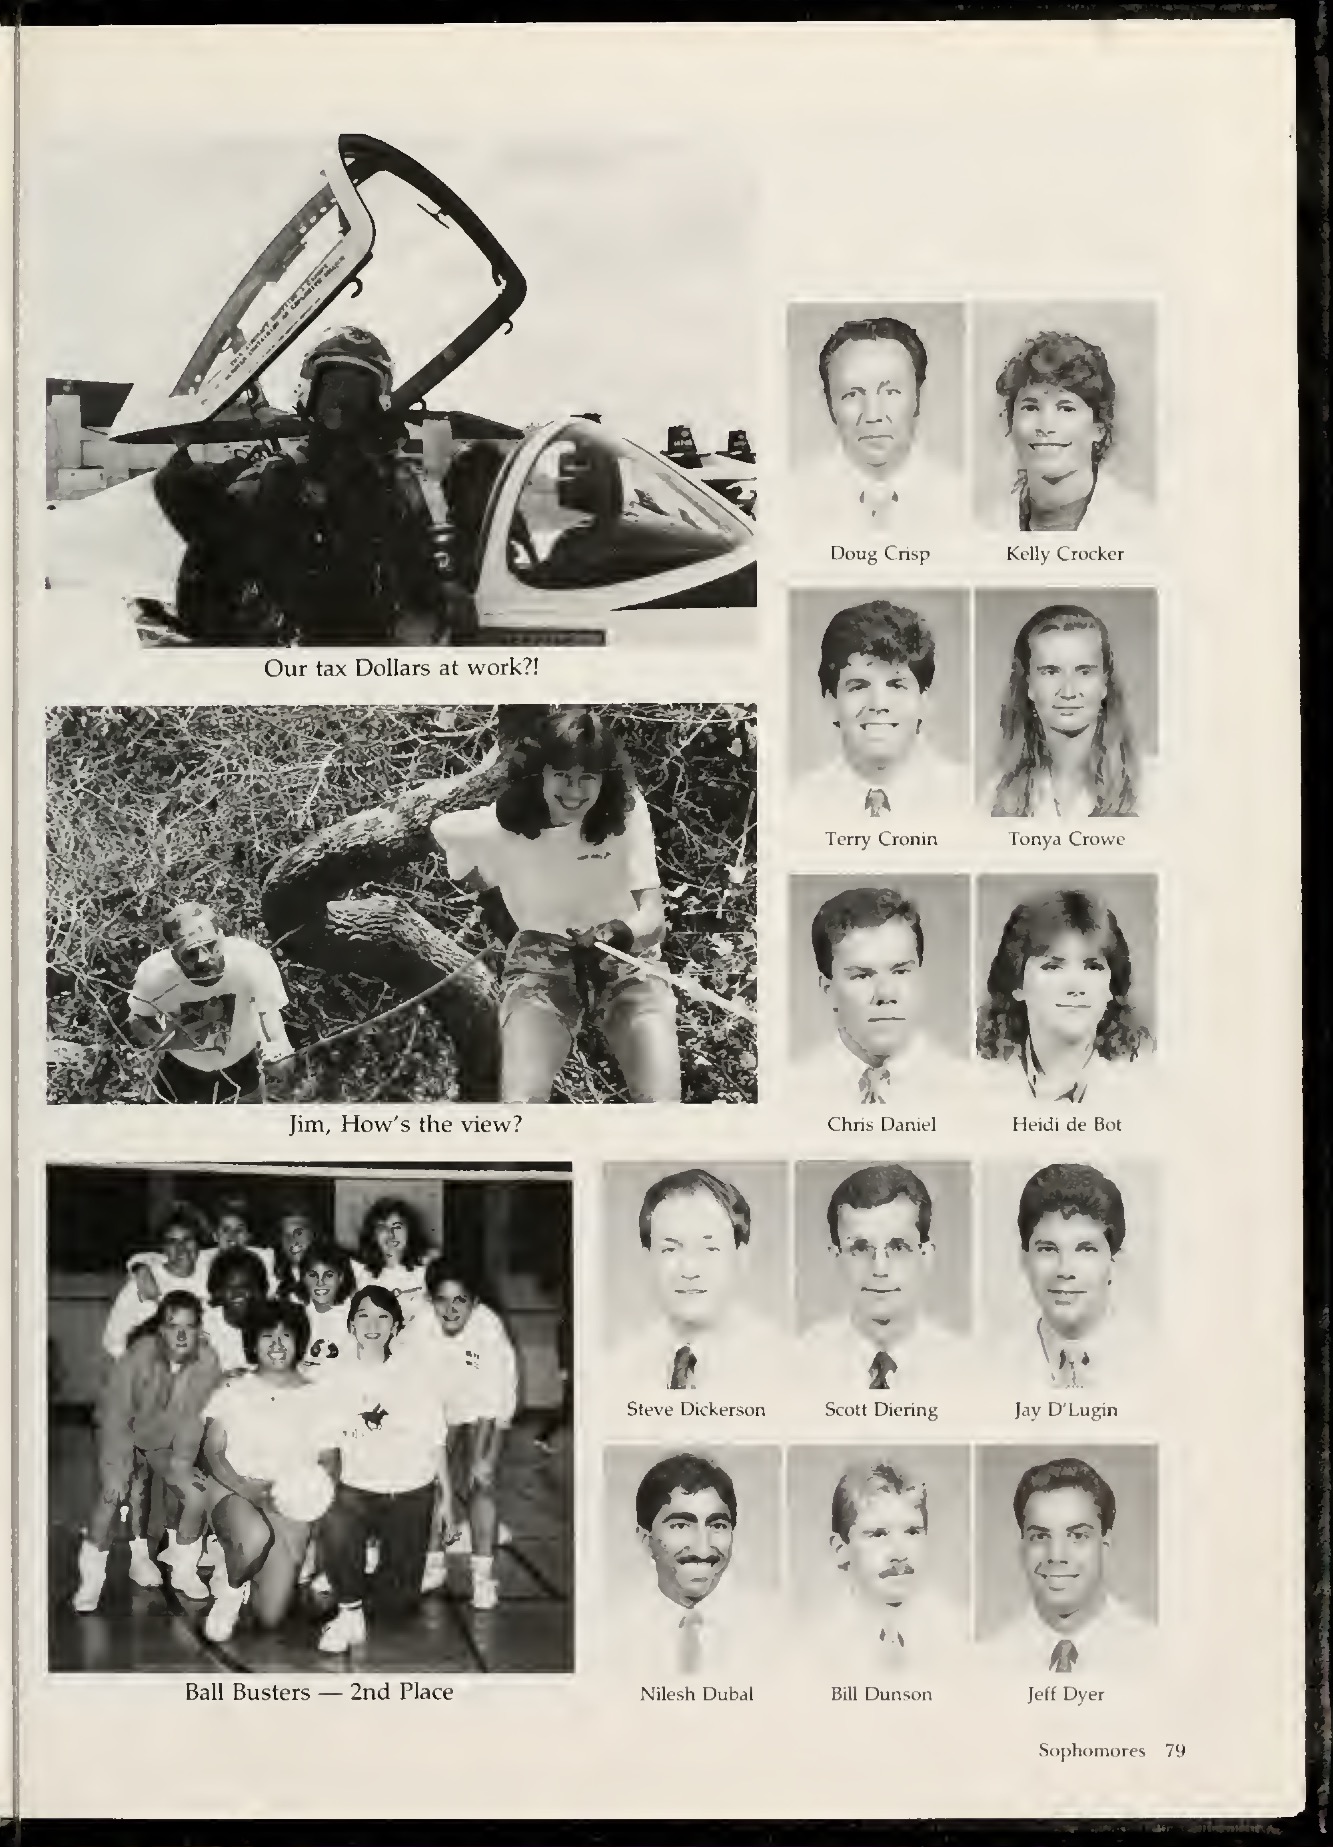 Our tax Dollars at work?!
Doug Crisp
Kelly Crocker
Terry Cronin
Tonya Crowe
Jim, How's the view?
Chris Daniel
Heidi de Bot
Steve Dickerson
Scott Diering
Jay D'Lugin
Ball Busters — 2nd Place
Nilesh Dubal
Bill Dunson
Jeff Dyer
Sophomores 79